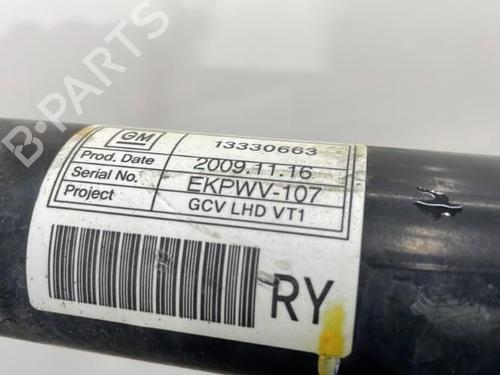 B-PARTS
GM
13330663
Prod. Date 2009.11.16
Serial No. EKPWV-107
Project GCV LHD VT1
RY